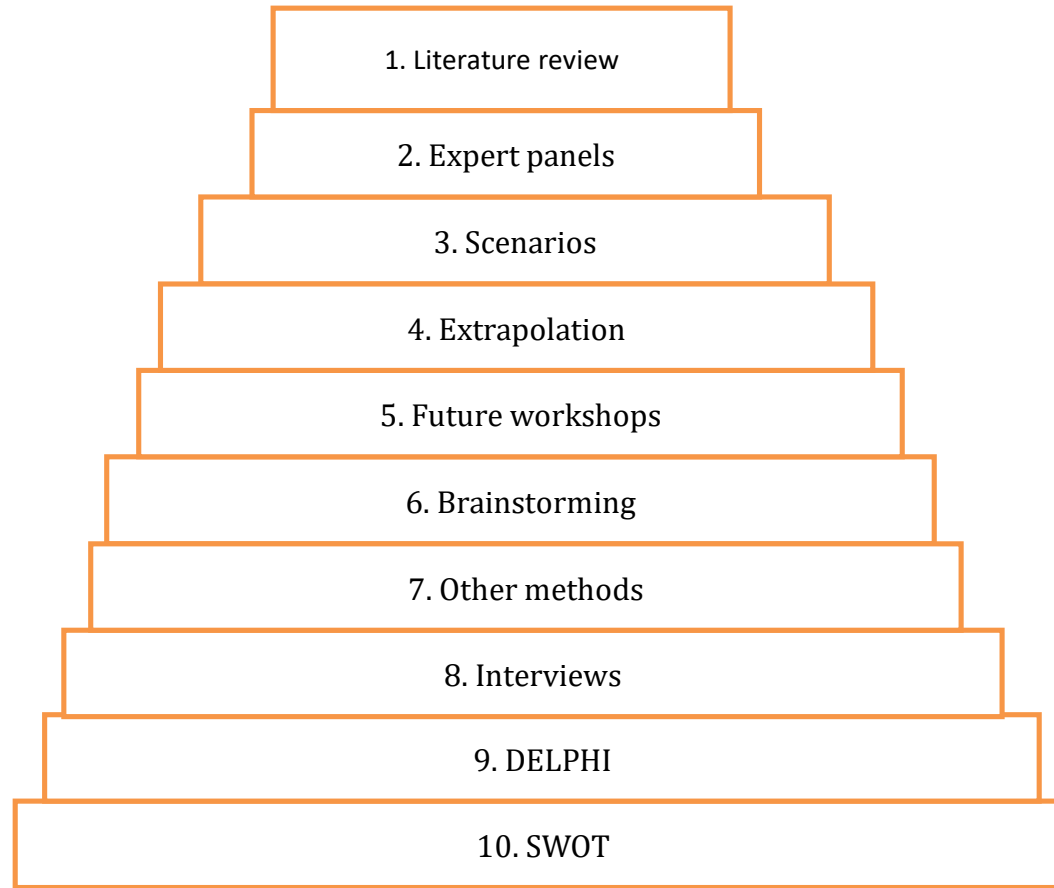 1. Literature review
2. Expert panels
3. Scenarios
4. Extrapolation
5. Future workshops
6. Brainstorming
7. Other methods
8. Interviews
9. DELPHI
10. SWOT